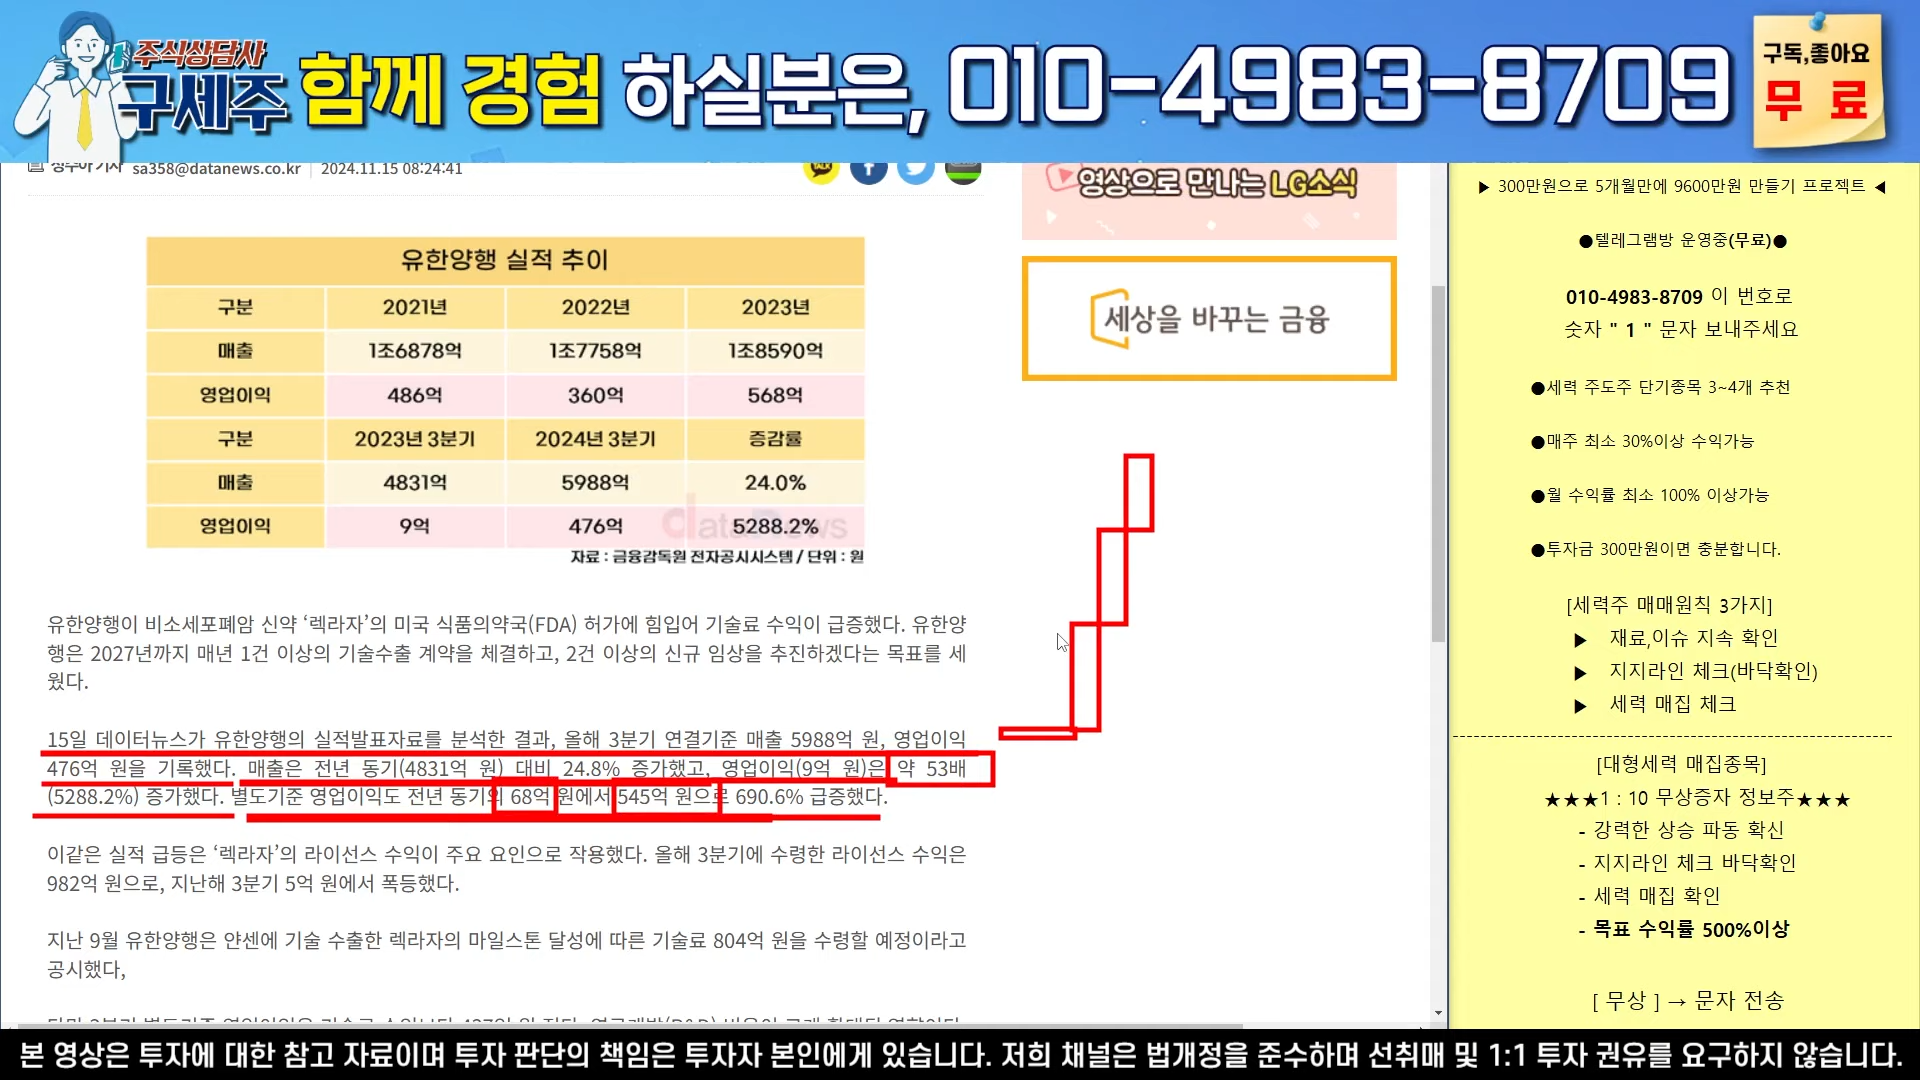 주식상담사
구세주
함께 경험 하실분은, 010-4983-8709
구독,좋아요
무 료
sa358@datanews.co.kr | 2024.11.15 08:24:41
영상으로 만나는 LG소식
세상을 바꾸는 금융
유한양행 실적 추이
구분 2021년 2022년 2023년
매출 1조6878억 1조7758억 1조8590억
영업이익 486억 360억 568억
구분 2023년 3분기 2024년 3분기 증감률
매출 4831억 5988억 24.0%
영업이익 9억 476억 5288.2%
dataNews
자료 : 금융감독원 전자공시시스템 / 단위 : 원
유한양행이 비소세포폐암 신약 ‘렉라자’의 미국 식품의약국(FDA) 허가에 힘입어 기술료 수익이 급증했다. 유한양
행은 2027년까지 매년 1건 이상의 기술수출 계약을 체결하고, 2건 이상의 신규 임상을 추진하겠다는 목표를 세
웠다.
15일 데이터뉴스가 유한양행의 실적발표자료를 분석한 결과, 올해 3분기 연결기준 매출 5988억 원, 영업이익
476억 원을 기록했다. 매출은 전년 동기(4831억 원) 대비 24.8% 증가했고, 영업이익(9억 원)은 약 53배
(5288.2%) 증가했다. 별도기준 영업이익도 전년 동기의 68억 원에서 545억 원으로 690.6% 급증했다.
이같은 실적 급등은 ‘렉라자’의 라이선스 수익이 주요 요인으로 작용했다. 올해 3분기에 수령한 라이선스 수익은
982억 원으로, 지난해 3분기 5억 원에서 폭등했다.
지난 9월 유한양행은 얀센에 기술 수출한 렉라자의 마일스톤 달성에 따른 기술료 804억 원을 수령할 예정이라고
공시했다,
▶ 300만원으로 5개월만에 9600만원 만들기 프로젝트 ◀
●텔레그램방 운영중(무료)●
010-4983-8709 이 번호로
숫자 " 1 " 문자 보내주세요
●세력 주도주 단기종목 3~4개 추천
●매주 최소 30%이상 수익가능
●월 수익률 최소 100% 이상가능
●투자금 300만원이면 충분합니다.
[세력주 매매원칙 3가지]
▶ 재료,이슈 지속 확인
▶ 지지라인 체크(바닥확인)
▶ 세력 매집 체크
[대형세력 매집종목]
★★★1 : 10 무상증자 정보주★★★
- 강력한 상승 파동 확신
- 지지라인 체크 바닥확인
- 세력 매집 확인
- 목표 수익률 500%이상
[ 무상 ] → 문자 전송
본 영상은 투자에 대한 참고 자료이며 투자 판단의 책임은 투자자 본인에게 있습니다. 저희 채널은 법개정을 준수하며 선취매 및 1:1 투자 권유를 요구하지 않습니다.